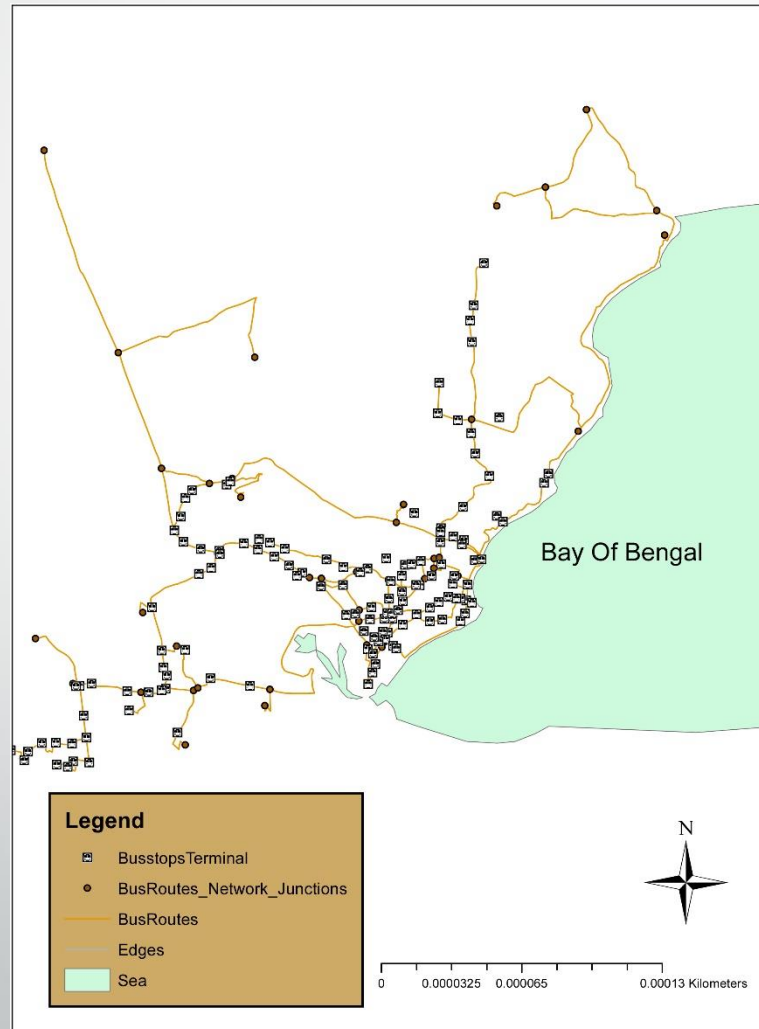 Bay Of Bengal
Legend
BusstopsTerminal
BusRoutes_Network_Junctions
BusRoutes
Edges
Sea
N
0 0.0000325 0.000065 0.00013 Kilometers